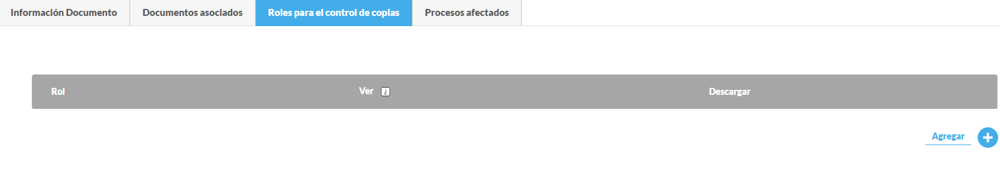 Información Documento Documentos asociados Roles para el control de copias Procesos afectados
Rol Ver i Descargar
Agregar +